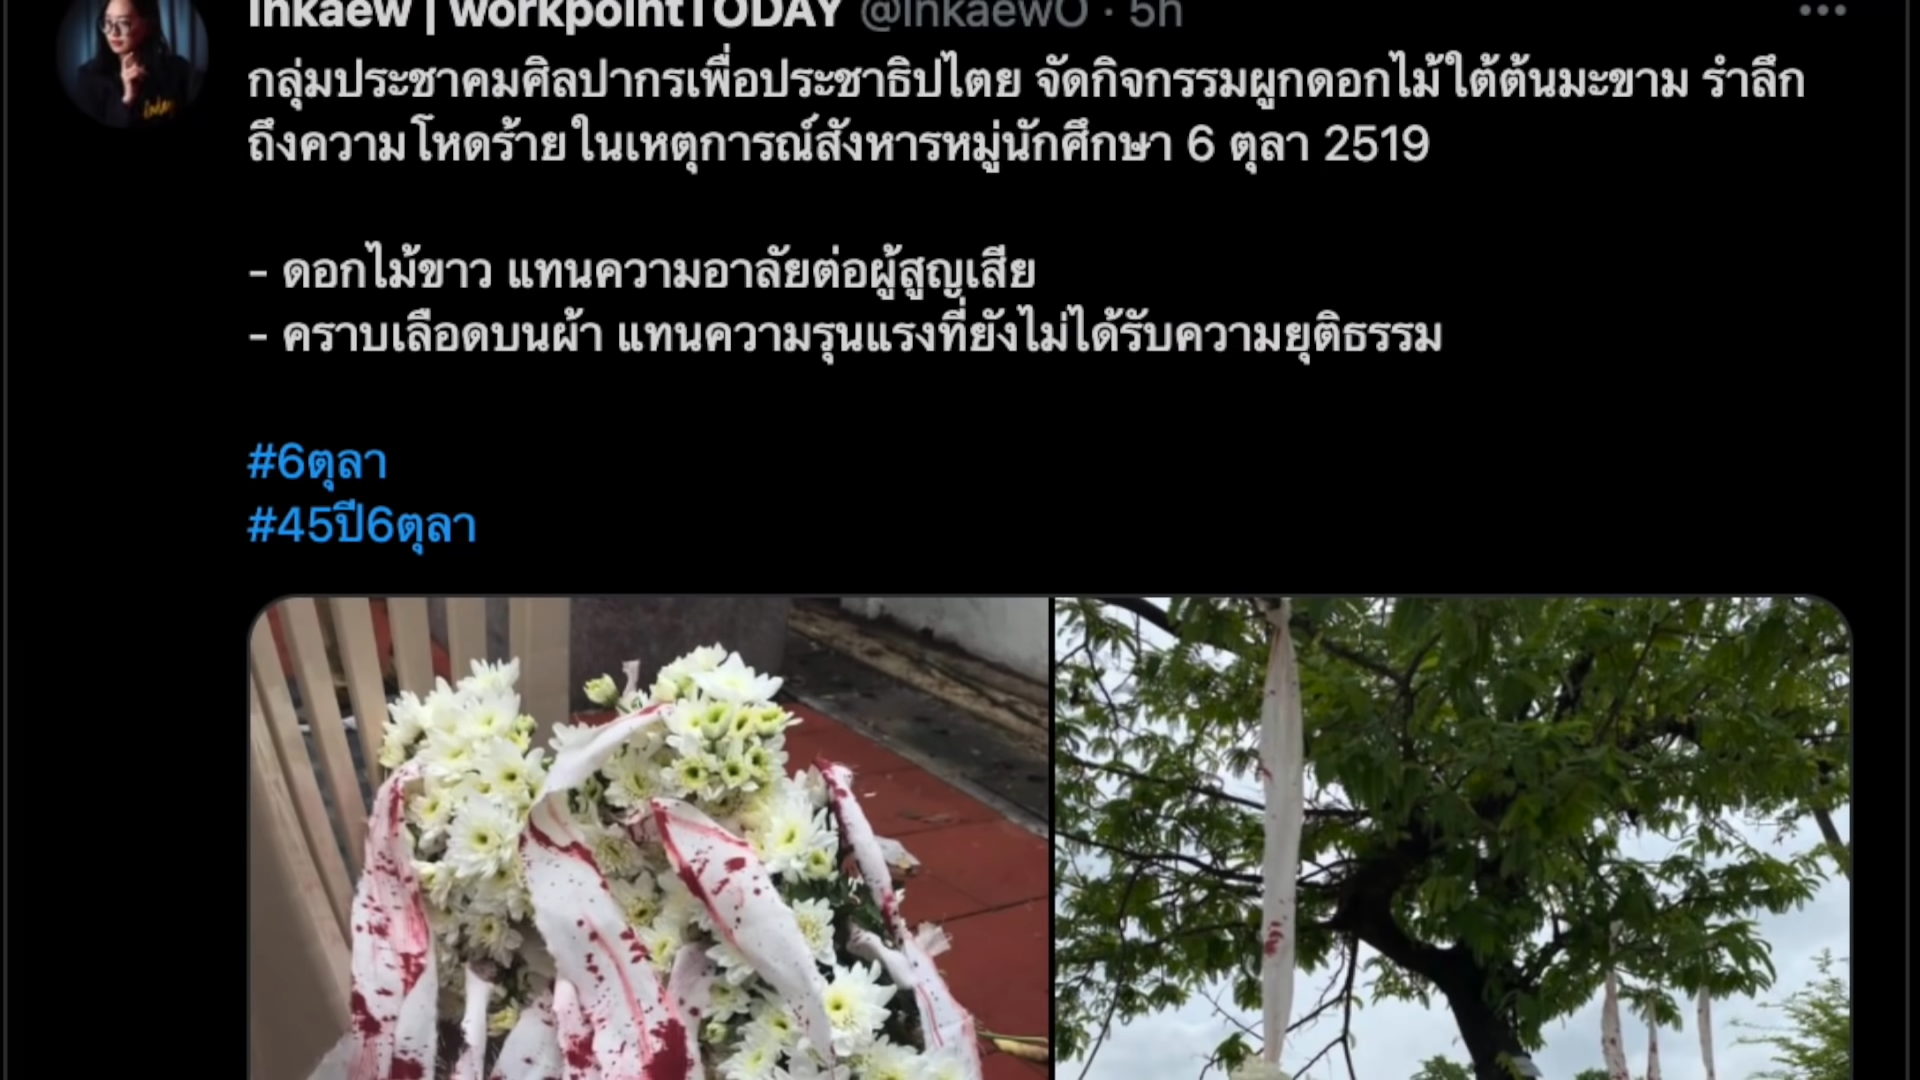 Inkaew | workpointTODAY @InkaewO · 5h
กลุ่มประชาคมศิลปากรเพื่อประชาธิปไตย จัดกิจกรรมผูกดอกไม้ใต้ต้นมะขาม รำลึก
ถึงความโหดร้ายในเหตุการณ์สังหารหมู่นักศึกษา 6 ตุลา 2519
- ดอกไม้ขาว แทนความอาลัยต่อผู้สูญเสีย
- คราบเลือดบนผ้า แทนความรุนแรงที่ยังไม่ได้รับความยุติธรรม
#6ตุลา
#45ปี6ตุลา